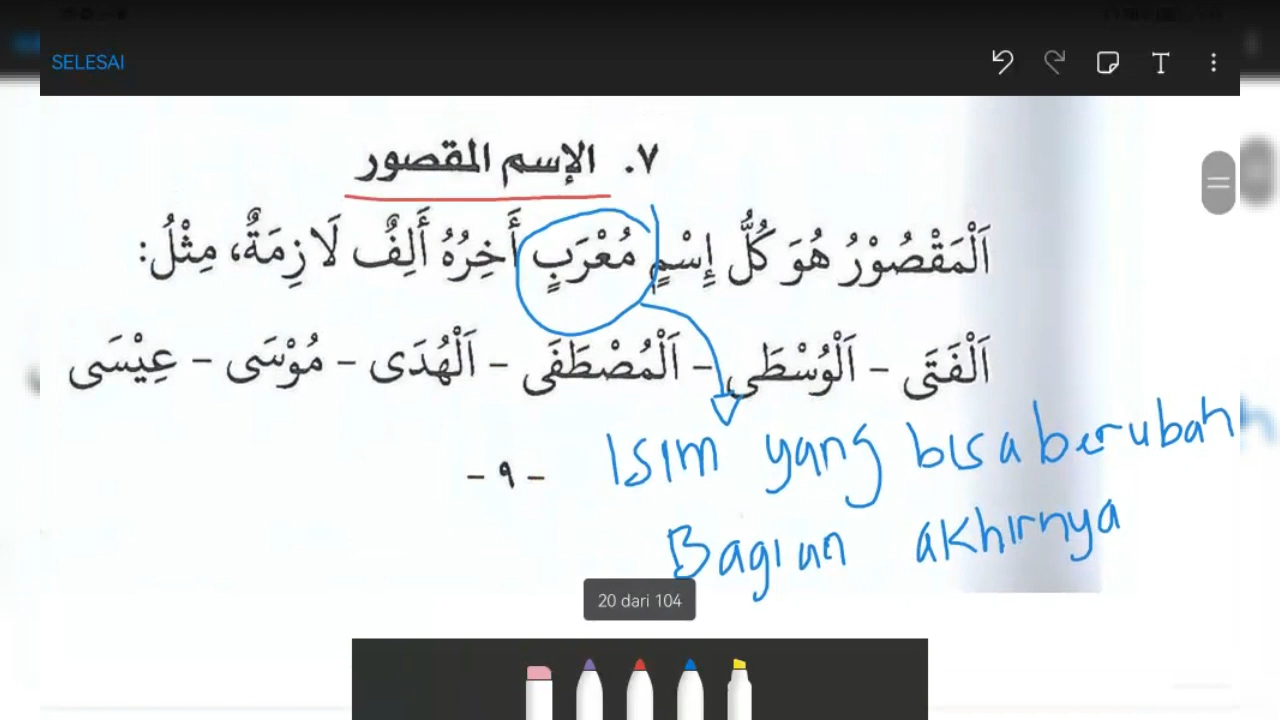 SELESAI
٧. الإسم المقصور
اَلْمَقْصُوْرُ هُوَ كُلُّ إِسْمٍ مُعْرَبٍ أَخِرُهُ أَلِفٌ لَازِمَةٌ، مِثْلُ:
اَلْفَتَى - اَلْوُسْطَى - اَلْمُصْطَفَى - اَلْهُدَى - مُوْسَى - عِيْسَى
- ٩ -
Isim yang bisa berubah
Bagian akhirnya
20 dari 104